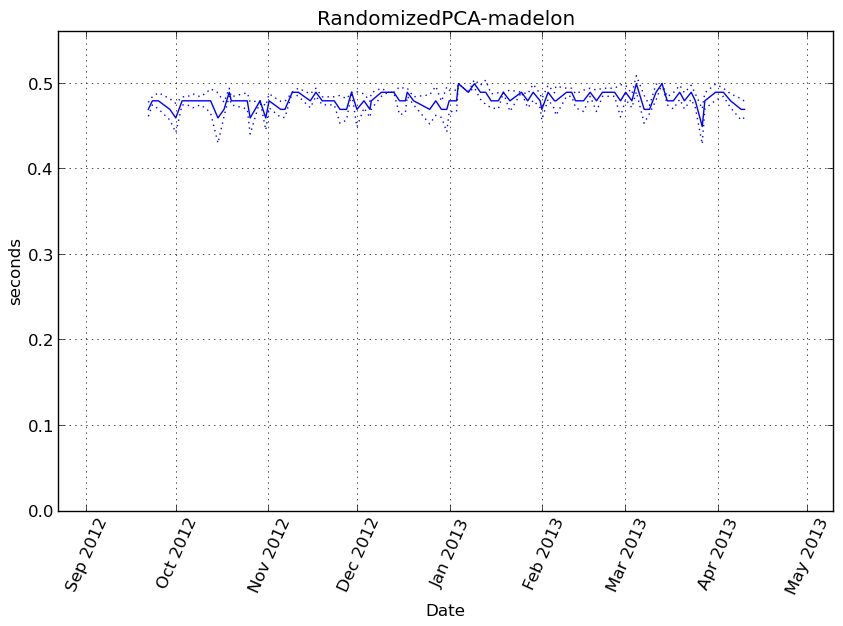 RandomizedPCA-madelon
0.5
0.4
0.3
0.2
0.1
0.0
seconds
Sep 2012
Oct 2012
Nov 2012
Dec 2012
Jan 2013
Feb 2013
Mar 2013
Apr 2013
May 2013
Date